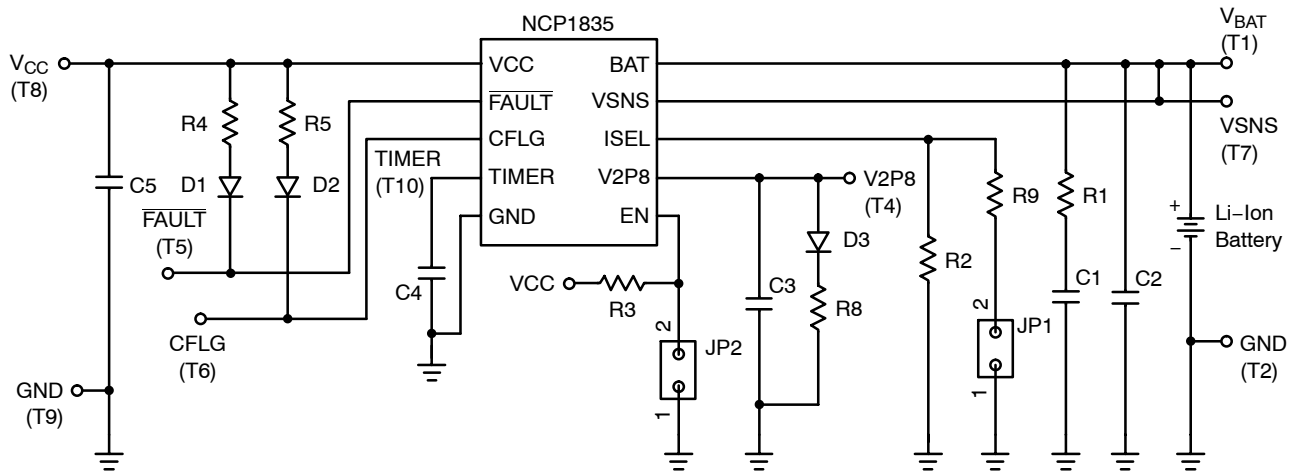 NCP1835
V_BAT
(T1)
V_CC
(T8)
VCC
BAT
FAULT
VSNS
VSNS
(T7)
R4
R5
CFLG
ISEL
TIMER
(T10)
TIMER
V2P8
V2P8
(T4)
C5
D1
D2
R9
R1
FAULT
(T5)
GND
EN
D3
R2
+
−
Li−Ion
Battery
C4
VCC
R3
C3
R8
C1
C2
CFLG
(T6)
2
JP2
1
2
JP1
1
GND
(T2)
GND
(T9)